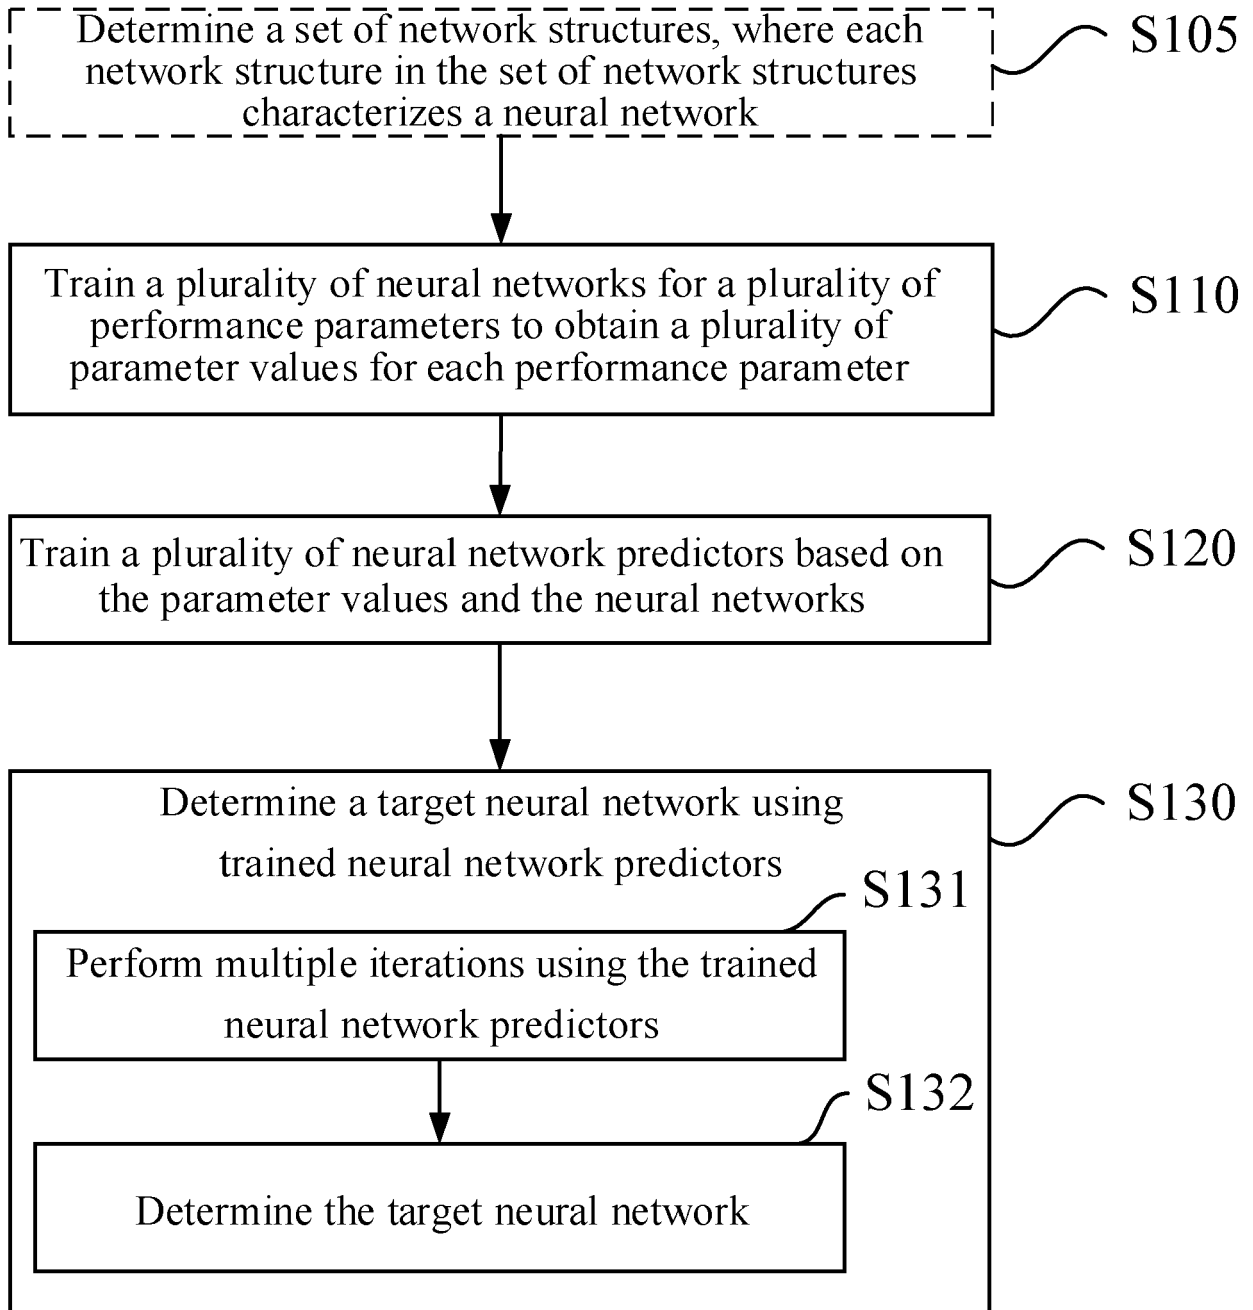 Determine a set of network structures, where each
network structure in the set of network structures
characterizes a neural network
S105
Train a plurality of neural networks for a plurality of
performance parameters to obtain a plurality of
parameter values for each performance parameter
S110
Train a plurality of neural network predictors based on
the parameter values and the neural networks
S120
Determine a target neural network using
trained neural network predictors
S130
S131
Perform multiple iterations using the trained
neural network predictors
S132
Determine the target neural network